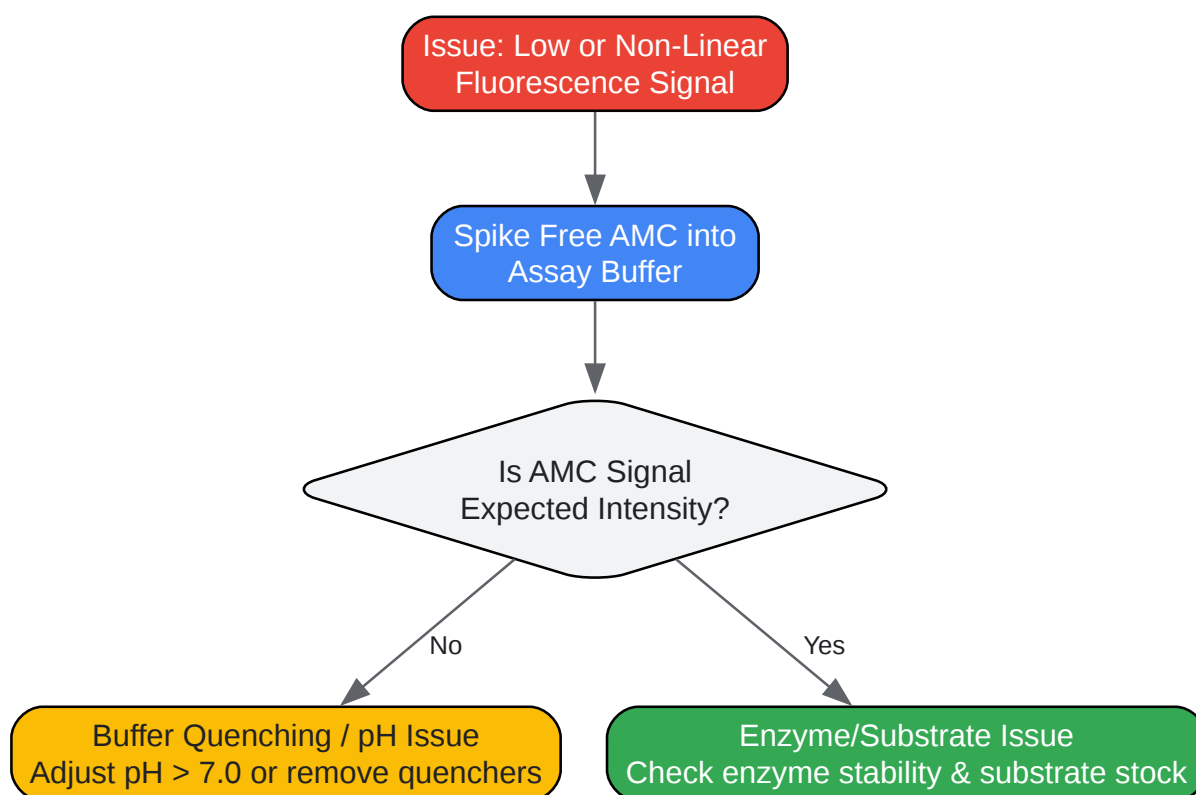 Issue: Low or Non-Linear
Fluorescence Signal
Spike Free AMC into
Assay Buffer
Is AMC Signal
Expected Intensity?
No
Yes
Buffer Quenching / pH Issue
Adjust pH > 7.0 or remove quenchers
Enzyme/Substrate Issue
Check enzyme stability & substrate stock